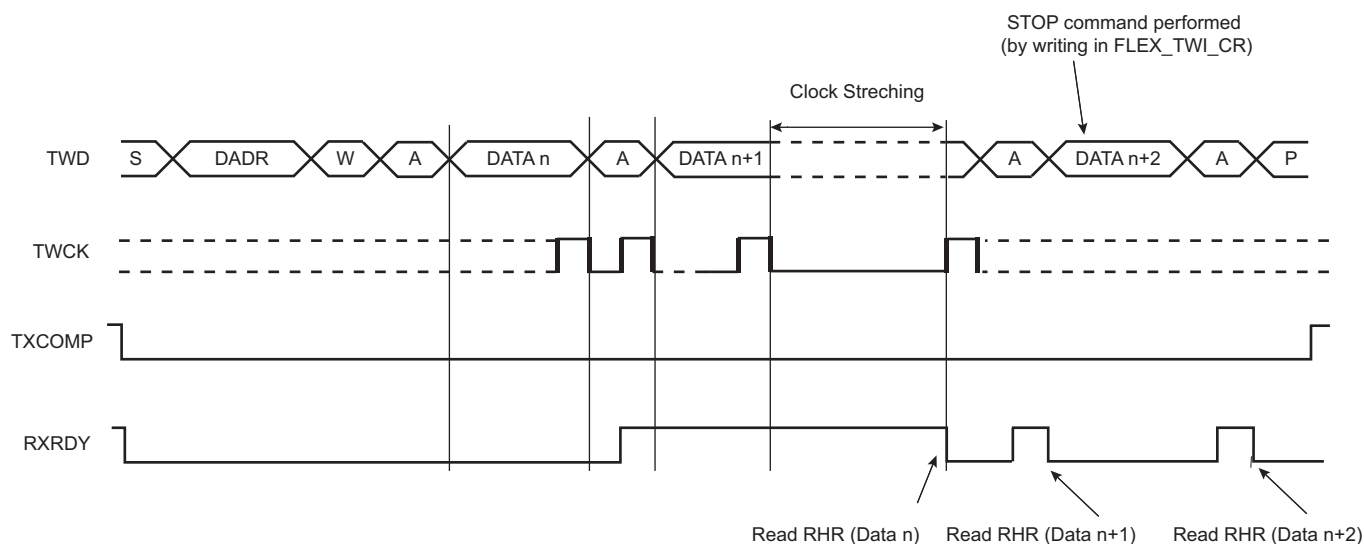 STOP command performed
(by writing in FLEX_TWI_CR)
Clock Streching
TWD S DADR W A DATA n A DATA n+1 A DATA n+2 A P
TWCK
TXCOMP
RXRDY
Read RHR (Data n) Read RHR (Data n+1) Read RHR (Data n+2)